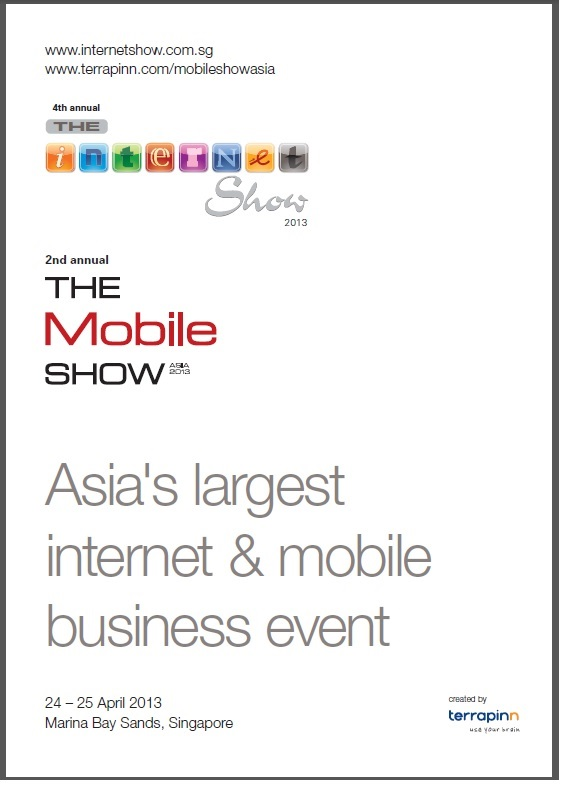 www.internetshow.com.sg
www.terrapinn.com/mobileshowasia
4th annual
THE
internet
Show
2013
2nd annual
THE
Mobile
SHOW ASIA 2013
Asia's largest
internet & mobile
business event
24 – 25 April 2013
Marina Bay Sands, Singapore
created by
terrapinn
use your brain